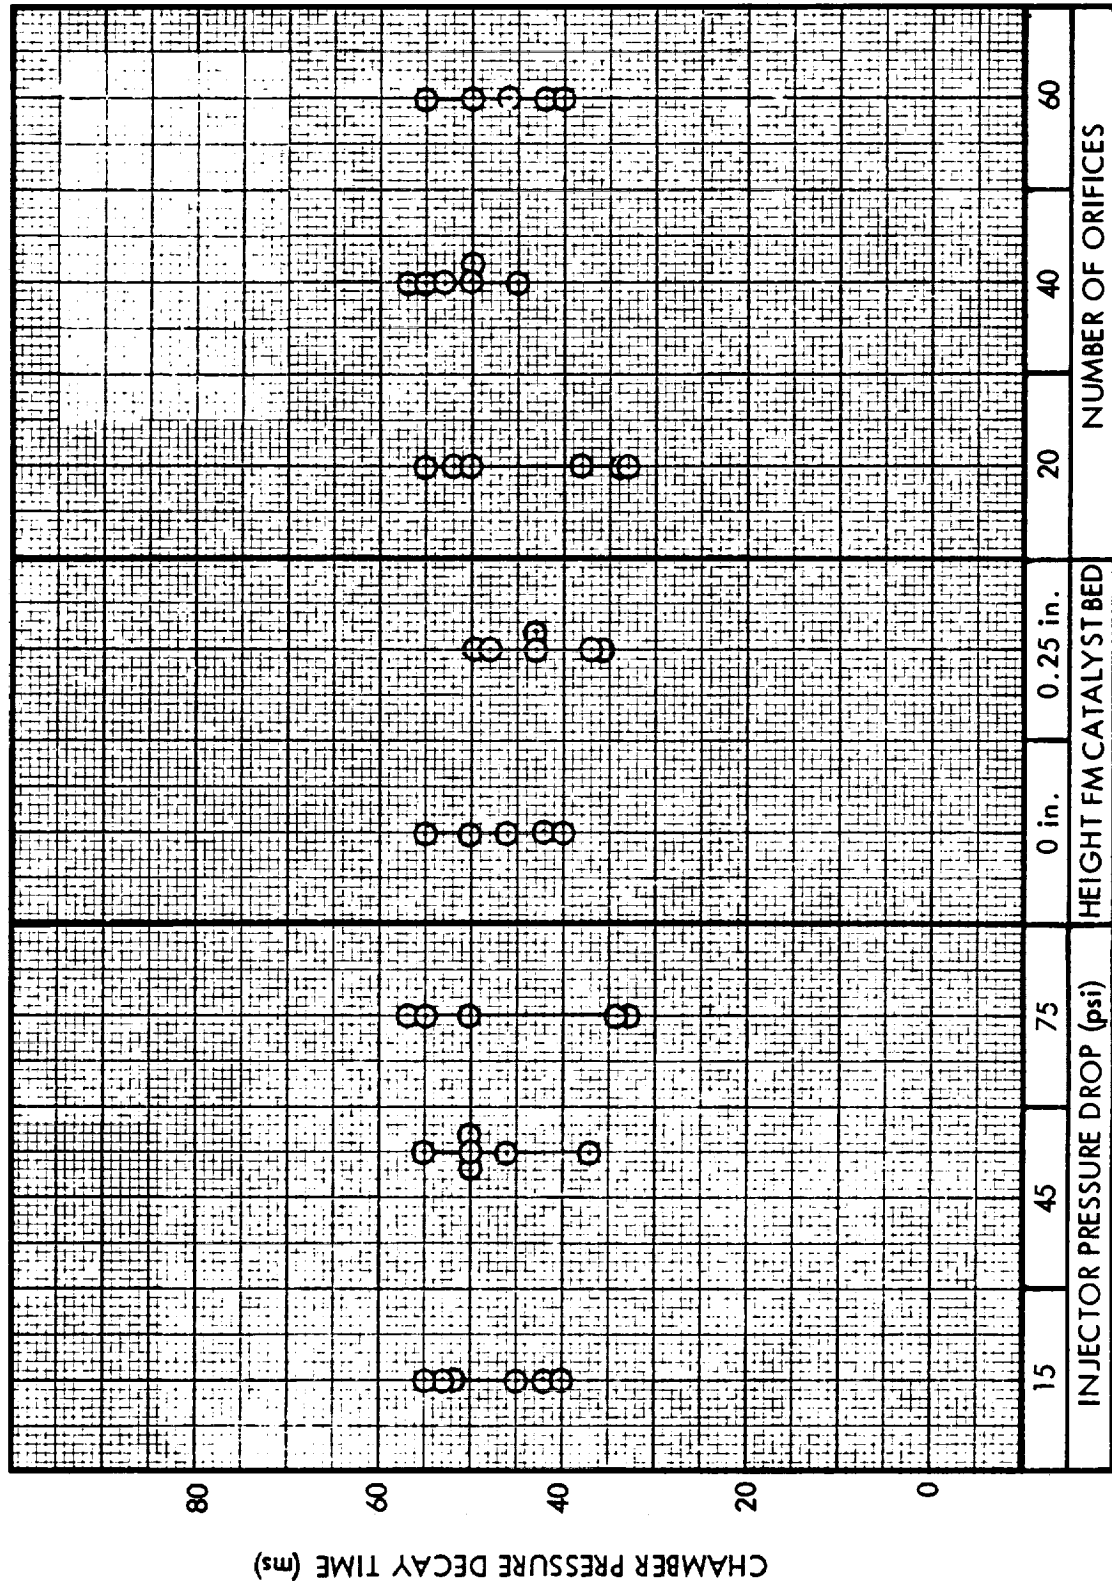 CHAMBER PRESSURE DECAY TIME (ms)
80
60
40
20
0
15
45
75
0 in.
0.25 in.
20
40
60
INJECTOR PRESSURE DROP (psi)
HEIGHT FM CATALYST BED
NUMBER OF ORIFICES